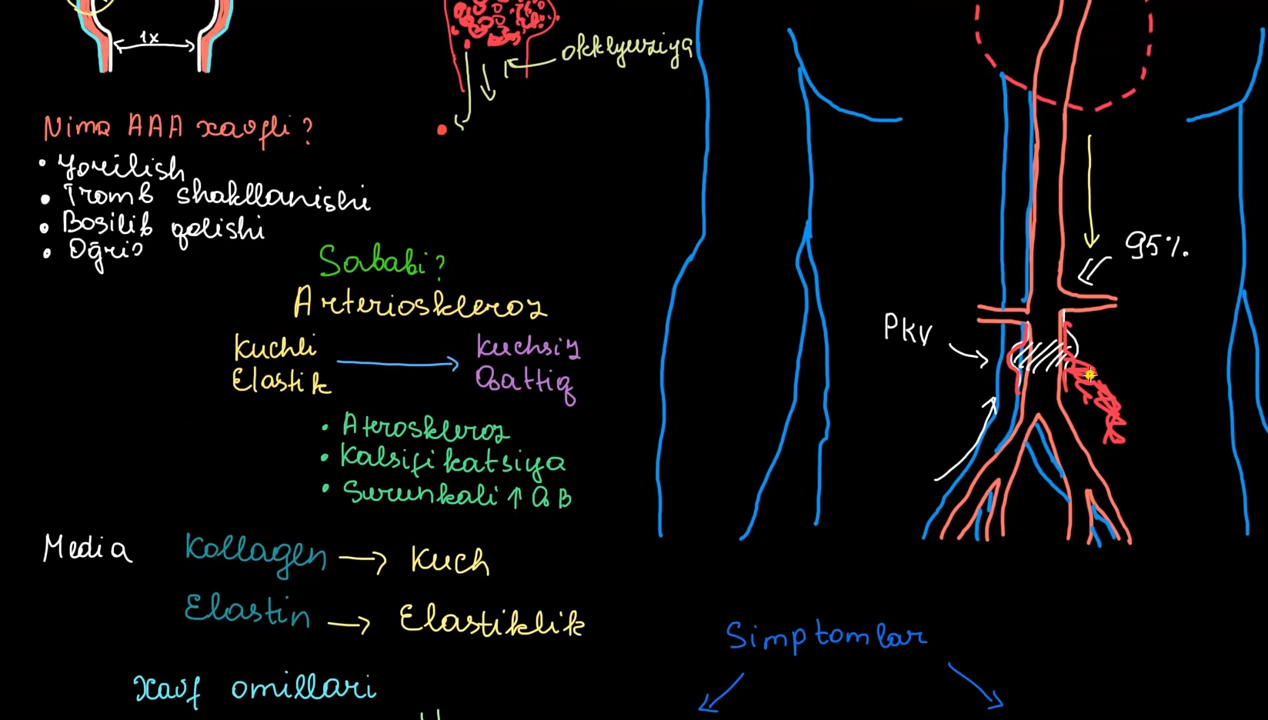 1x
okklyuziya
Nima AAA xavfli?
• Yorilish
• Tromb shakllanishi
• Bosilib qolishi
• Og'riq
95%
Sababi?
Arterioskleroz
PKV
Kuchli
Elastik
Kuchsiz
Qattiq
• Ateroskleroz
• Kalsifikatsiya
• Surunkali ↑ QB
Media
Kollagen → Kuch
Elastin → Elastiklik
Simptomlar
Xavf omillari